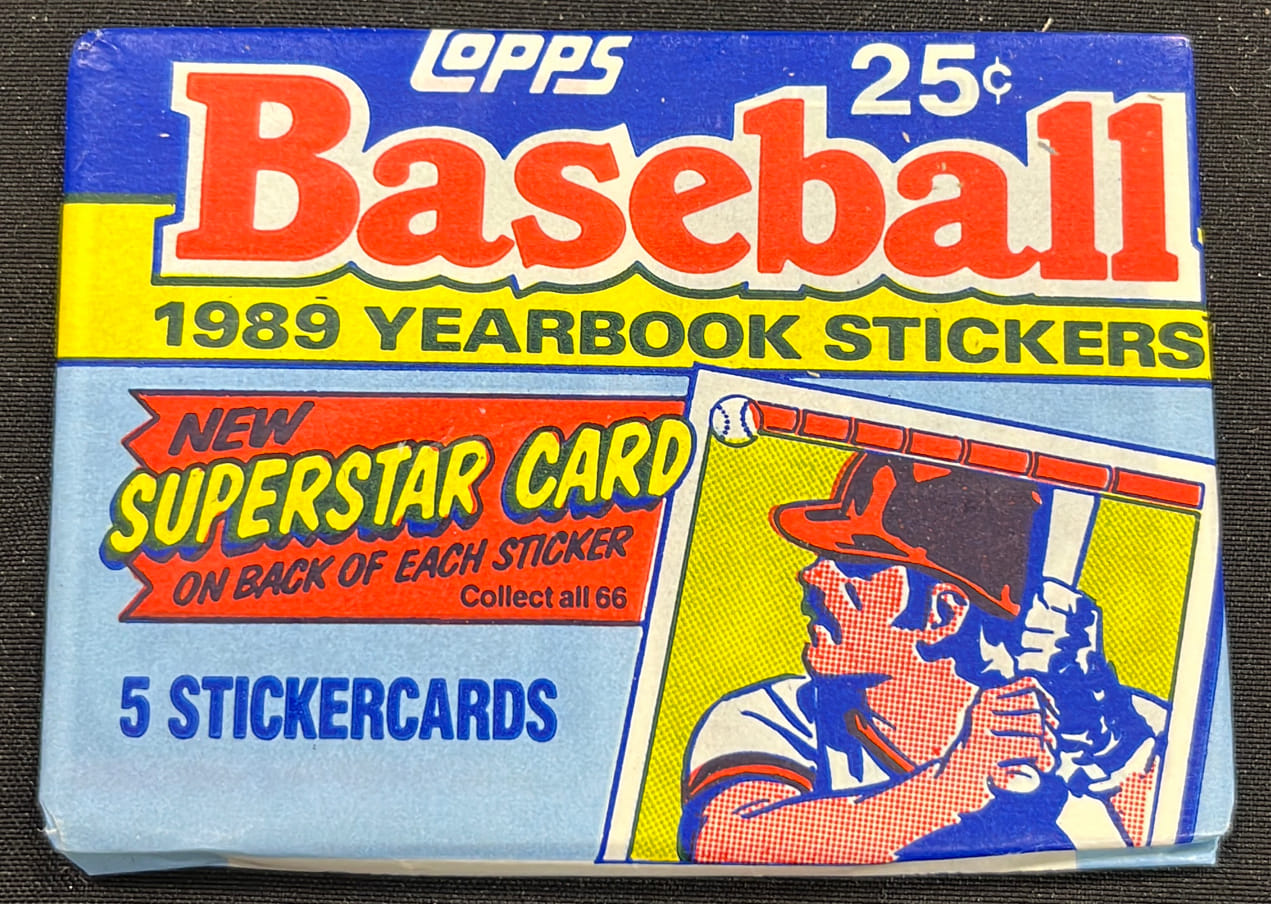 TOPPS
25¢
Baseball
1989 YEARBOOK STICKERS
NEW
SUPERSTAR CARD
ON BACK OF EACH STICKER
Collect all 66
5 STICKERCARDS